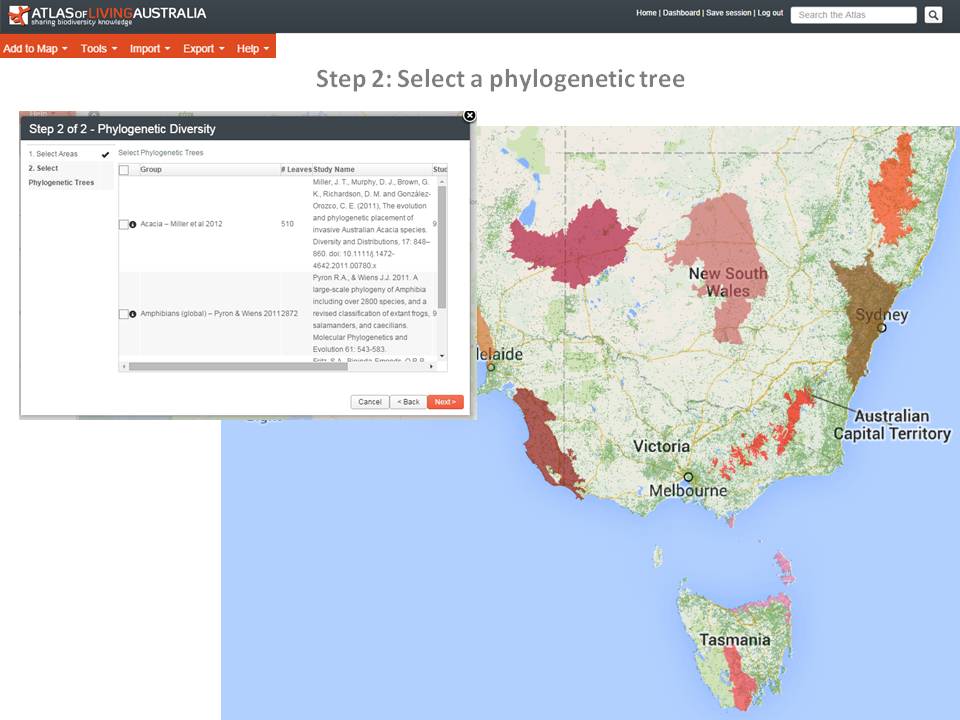 ATLAS OF LIVING AUSTRALIA
sharing biodiversity knowledge
Home | Dashboard | Save session | Log out
Search the Atlas
Add to Map Tools Import Export Help
Step 2: Select a phylogenetic tree
Step 2 of 2 - Phylogenetic Diversity
1. Select Areas
2. Select
Phylogenetic Trees
Select Phylogenetic Trees
Group # Leaves Study Name Stud
Acacia – Miller et al 2012 510
Miller, J. T., Murphy, D. J., Brown, G.
K., Richardson, D. M. and González-
Orozco, C. E. (2011), The evolution
and phylogenetic placement of
invasive Australian Acacia species.
Diversity and Distributions, 17: 848–
860. doi: 10.1111/j.1472-
4642.2011.00780.x
9
Amphibians (global) – Pyron & Wiens 2011 2872
Pyron R.A., & Wiens J.J. 2011. A
large-scale phylogeny of Amphibia
including over 2800 species, and a
revised classification of extant frogs,
salamanders, and caecilians.
Molecular Phylogenetics and
Evolution 61: 543-583.
9
Cancel < Back Next >
New South
Wales
Sydney
delaide
Australian
Capital Territory
Victoria
Melbourne
Tasmania